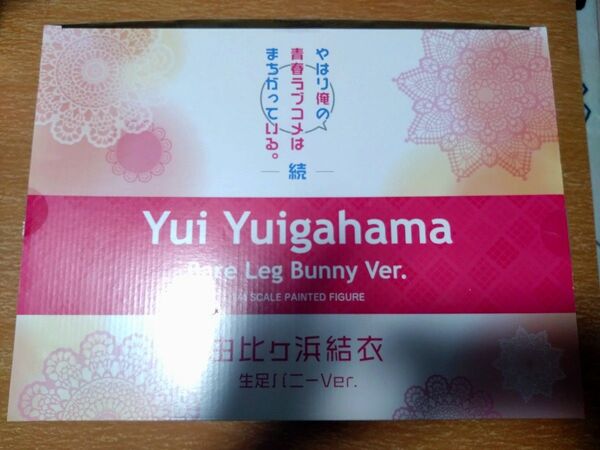 やはり俺の
青春ラブコメは
まちがっている。
続
Yui Yuigahama
Bare Leg Bunny Ver.
SCALE PAINTED FIGURE
由比ヶ浜結衣
生足バニーVer.